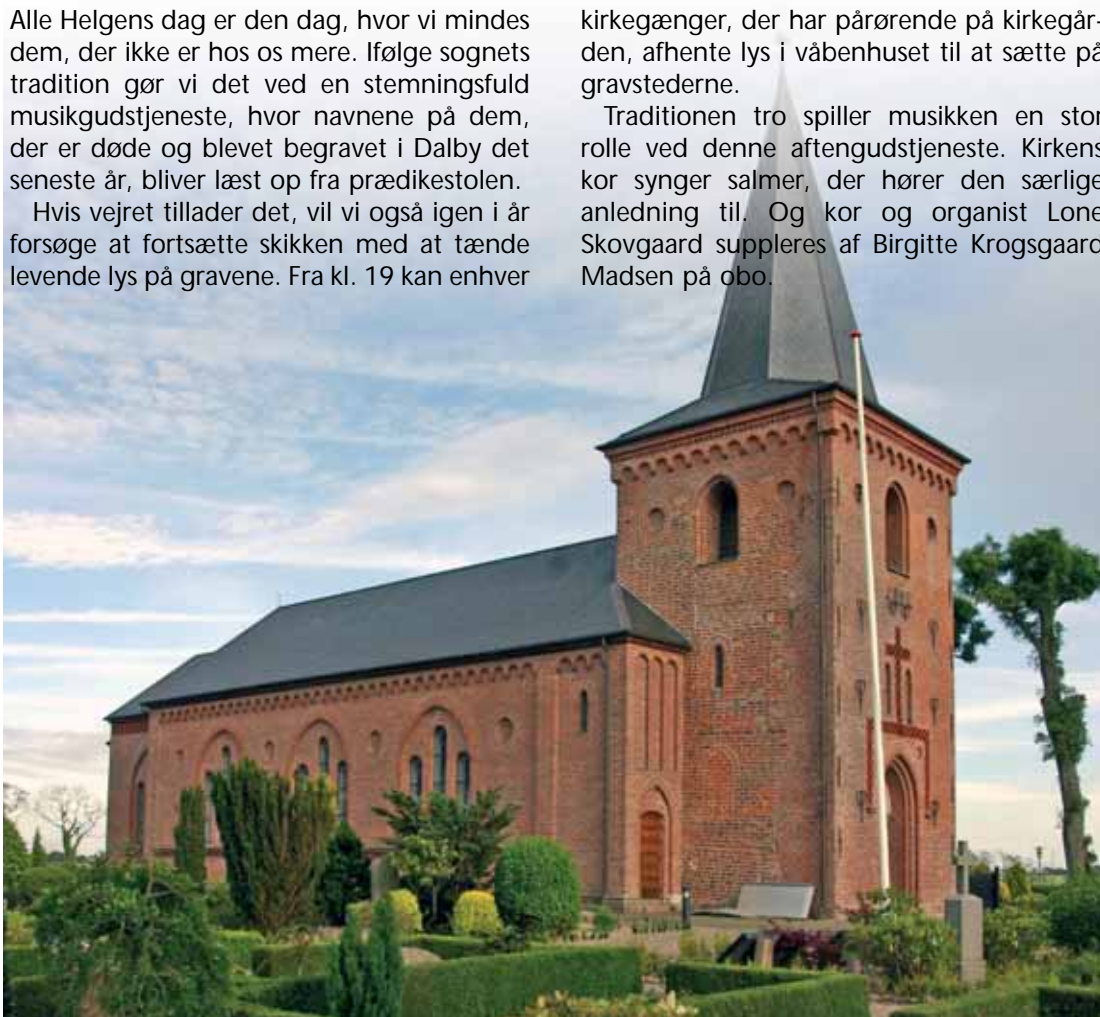 Alle Helgens dag er den dag, hvor vi mindes
dem, der ikke er hos os mere. Ifølge sognets
tradition gør vi det ved en stemningsfuld
musikgudstjeneste, hvor navnene på dem,
der er døde og blevet begravet i Dalby det
seneste år, bliver læst op fra prædikestolen.
Hvis vejret tillader det, vil vi også igen i år
forsøge at fortsætte skikken med at tænde
levende lys på gravene. Fra kl. 19 kan enhver
kirkegænger, der har pårørende på kirkegår-
den, afhente lys i våbenhuset til at sætte på
gravstederne.
Traditionen tro spiller musikken en stor
rolle ved denne aftengudstjeneste. Kirkens
kor synger salmer, der hører den særlige
anledning til. Og kor og organist Lone
Skovgaard suppleres af Birgitte Krogsgaard
Madsen på obo.